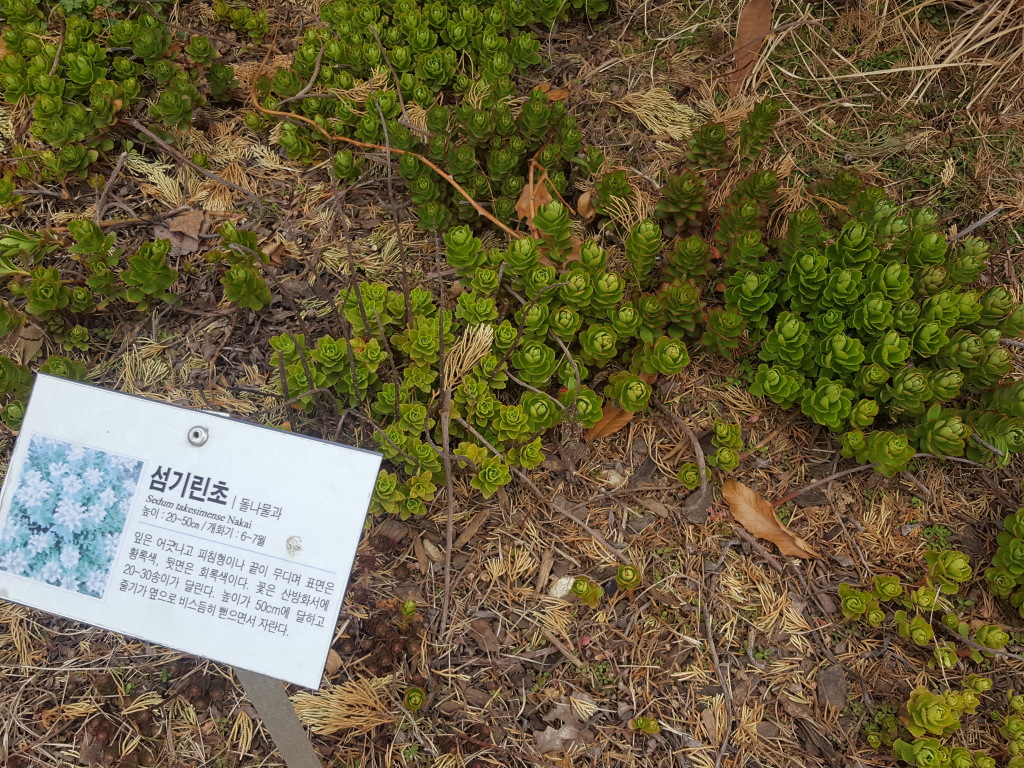 섬기린초 | 돌나물과
Sedum takesimense Nakai
높이 : 20~50㎝ / 개화기 : 6~7월
잎은 어긋나고 피침형이나 끝이 무디며 표면은
황록색, 뒷면은 회록색이다. 꽃은 산방화서에
20~30송이가 달린다. 높이가 50cm에 달하고
줄기가 옆으로 비스듬히 뻗으면서 자란다.